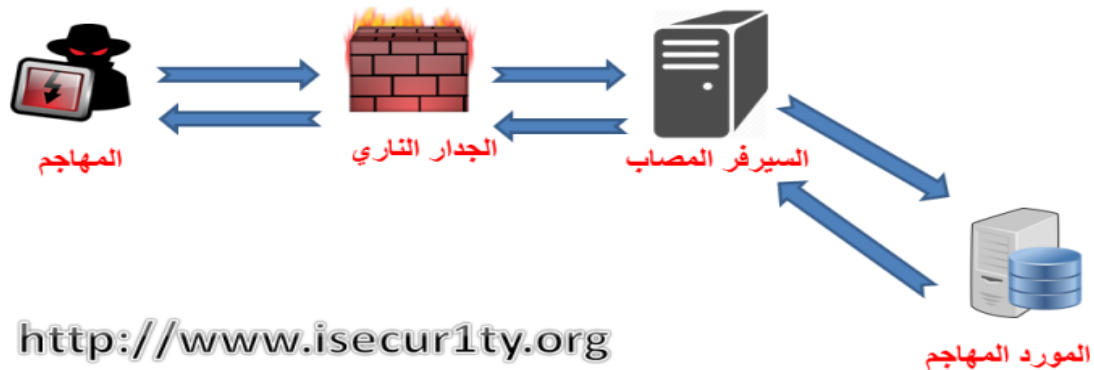 المهاجم
الجدار الناري
السيرفر المصاب
المورد المهاجم
http://www.isecur1ty.org